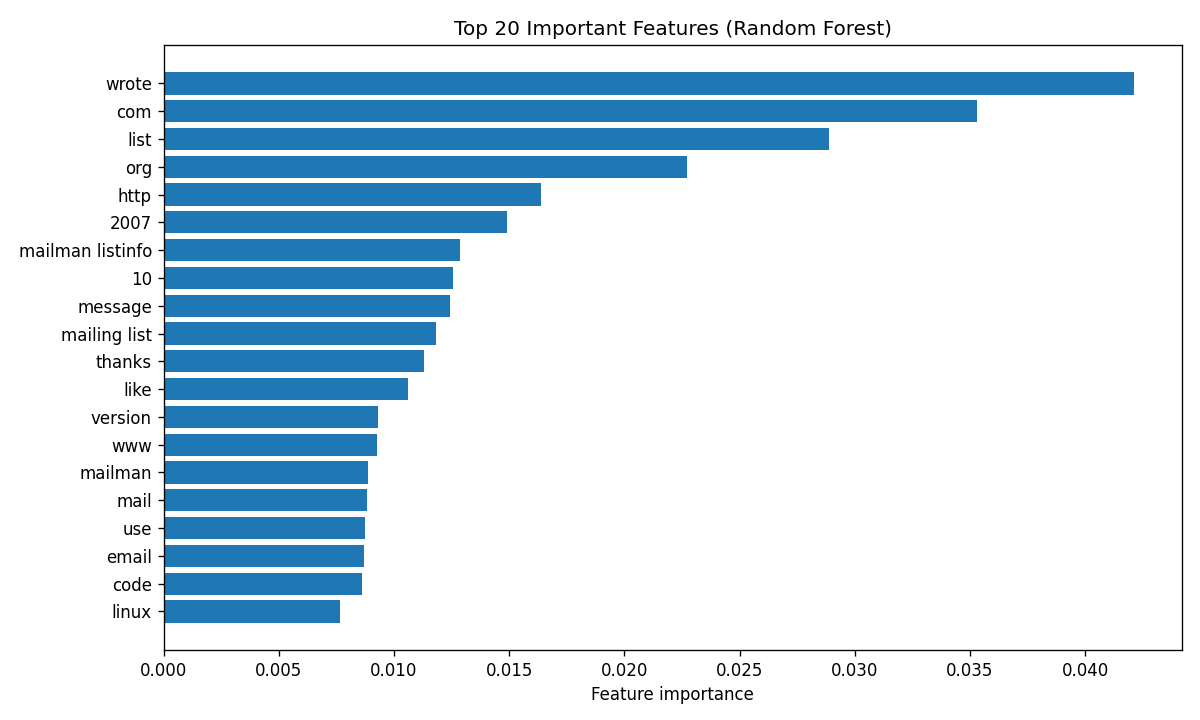 Top 20 Important Features (Random Forest)
wrote
com
list
org
http
2007
mailman listinfo
10
message
mailing list
thanks
like
version
www
mailman
mail
use
email
code
linux
0.000 0.005 0.010 0.015 0.020 0.025 0.030 0.035 0.040
Feature importance